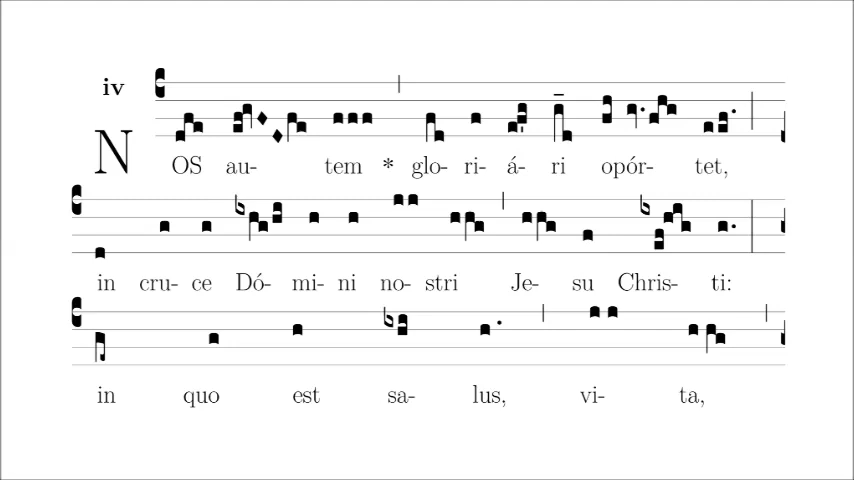 iv
NOS au- tem * glo- ri- á- ri opór- tet,
in cru- ce Dó- mi- ni no- stri Je- su Chris- ti:
in quo est sa- lus, vi- ta,